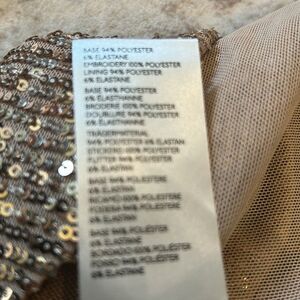 BASE 94% POLYESTER
6% ELASTANE
EMBROIDERY 100% POLYESTER
LINING 94% POLYESTER
6% ELASTANE
BASE 94% POLYESTER
6% ÉLASTHANNE
BRODERIE 100% POLYESTER
DOUBLURE 94% POLYESTER
6% ÉLASTHANNE
TRÄGERMATERIAL
94% POLYESTER 6% ELASTAN
STICKEREI 100% POLYESTER
FUTTER 94% POLYESTER
6% ELASTAN
BASE 94% POLIESTERE
6% ELASTAN
RICAMO 100% POLIESTERE
FODERA 94% POLIESTERE
6% ELASTAN
BASE 94% POLIÉSTER
6% ELASTANO
BORDADO 100% POLIÉSTER
FORRO 94% POLIÉSTER
6% ELASTANO